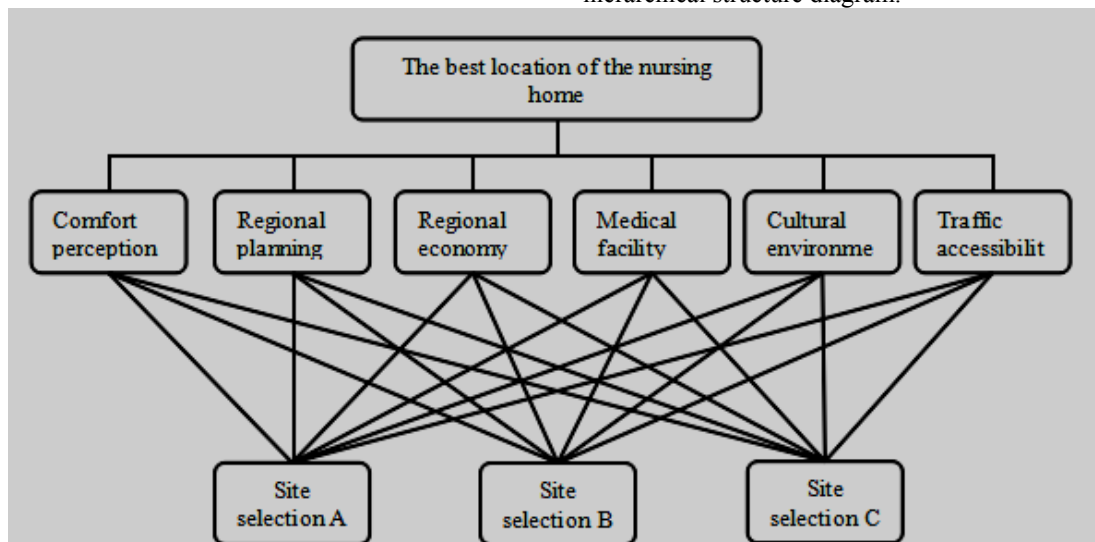 hierarchical structure diagram.
The best location of the nursing
home
Comfort
perception
Regional
planning
Regional
economy
Medical
facility
Cultural
environme
Traffic
accessibilit
Site
selection A
Site
selection B
Site
selection C